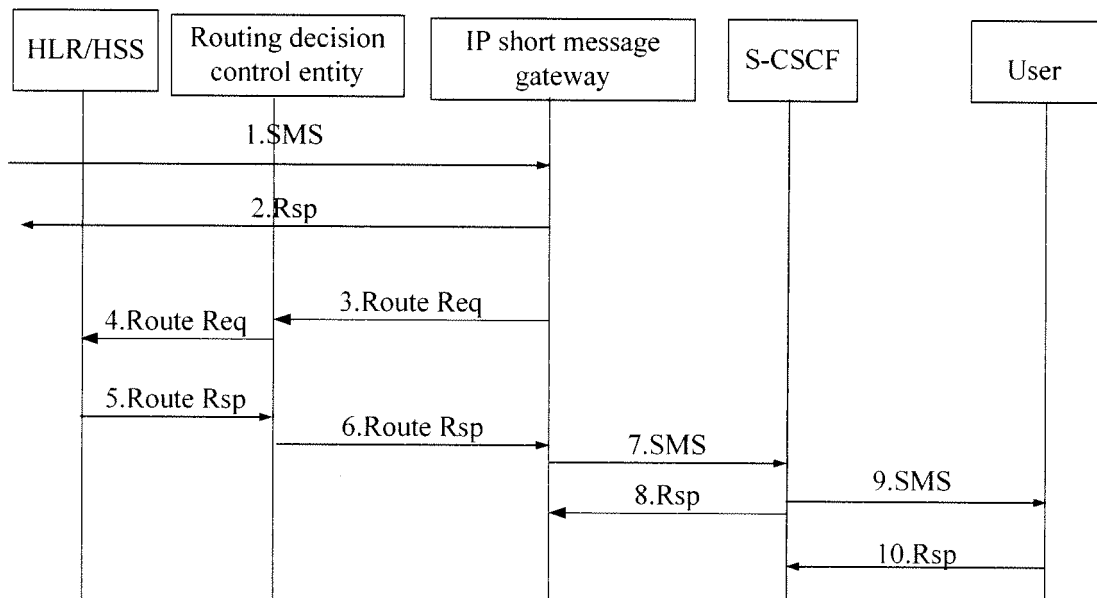 HLR/HSS
Routing decision
control entity
IP short message
gateway
S-CSCF
User
1.SMS
2.Rsp
3.Route Req
4.Route Req
5.Route Rsp
6.Route Rsp
7.SMS
8.Rsp
9.SMS
10.Rsp